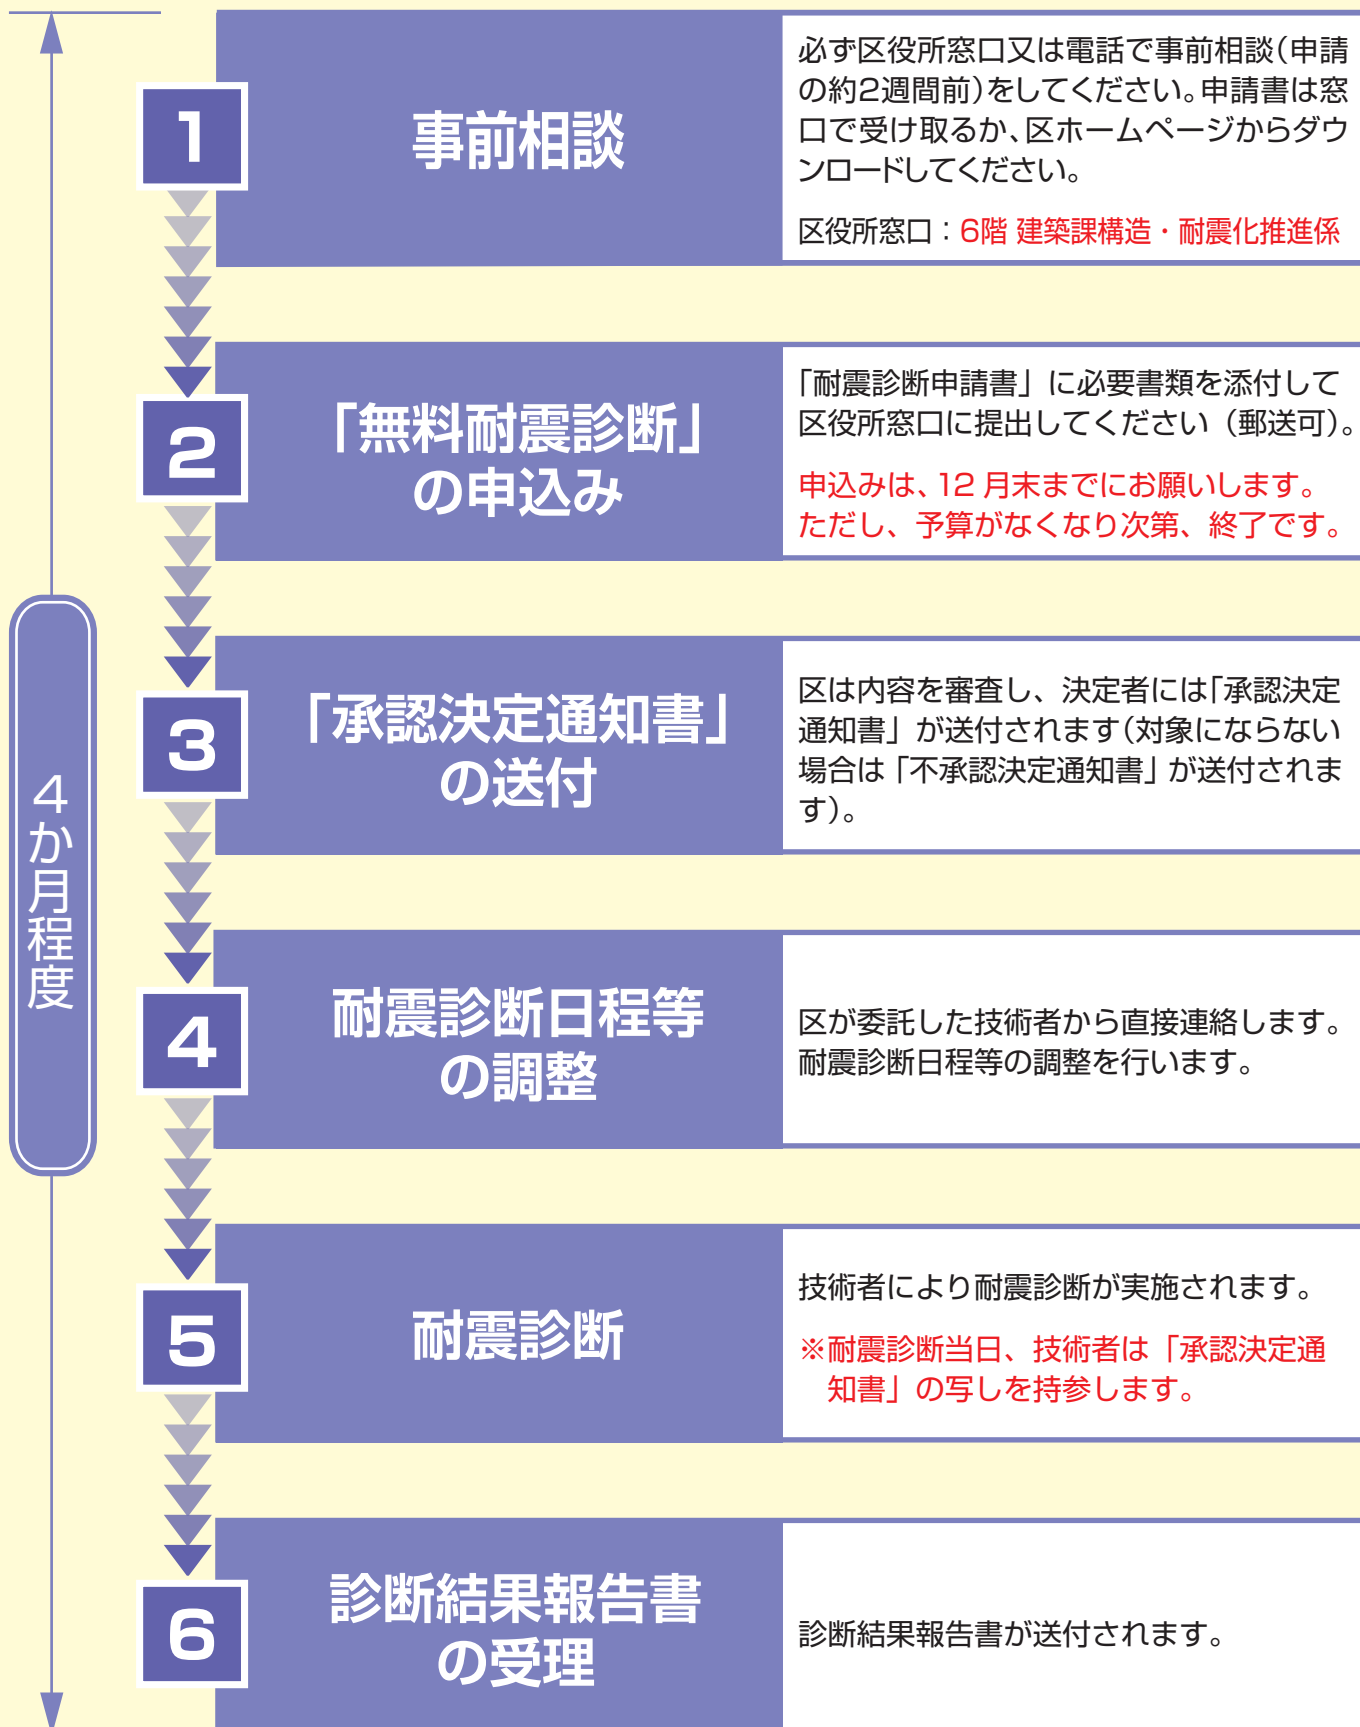 4か月程度
1
事前相談
必ず区役所窓口又は電話で事前相談(申請
の約2週間前)をしてください。申請書は窓
口で受け取るか、区ホームページからダウ
ンロードしてください。
区役所窓口：6階 建築課構造・耐震化推進係
2
「無料耐震診断」
の申込み
「耐震診断申請書」に必要書類を添付して
区役所窓口に提出してください（郵送可）。
申込みは、12月末までにお願いします。
ただし、予算がなくなり次第、終了です。
3
「承認決定通知書」
の送付
区は内容を審査し、決定者には「承認決定
通知書」が送付されます(対象にならない
場合は「不承認決定通知書」が送付されま
す)。
4
耐震診断日程等
の調整
区が委託した技術者から直接連絡します。
耐震診断日程等の調整を行います。
5
耐震診断
技術者により耐震診断が実施されます。
※耐震診断当日、技術者は「承認決定通
知書」の写しを持参します。
6
診断結果報告書
の受理
診断結果報告書が送付されます。